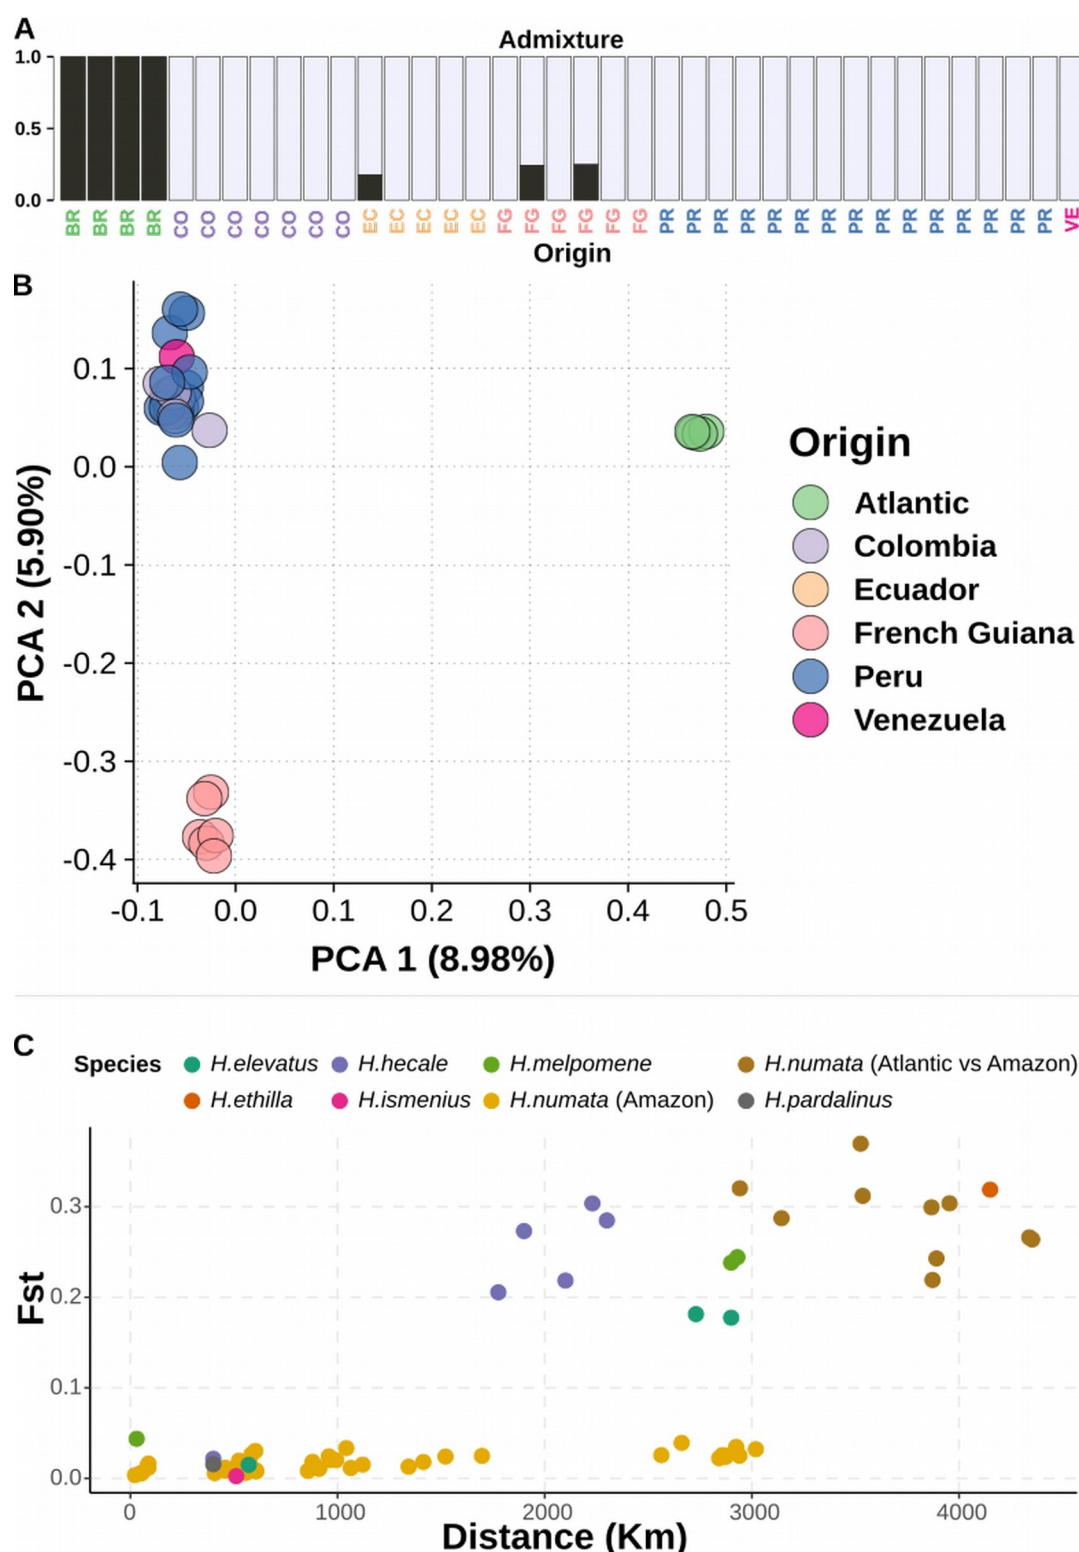 A
Admixture
1.0
0.5
0.0
BR BR BR BR CO CO CO CO CO CO CO EC EC EC EC EC FG FG FG FG FG FG PR PR PR PR PR PR PR PR PR PR PR PR PR PR PR VE
Origin
B
0.1
0.0
-0.1
-0.2
-0.3
-0.4
PCA 2 (5.90%)
-0.1 0.0 0.1 0.2 0.3 0.4 0.5
PCA 1 (8.98%)
Origin
Atlantic
Colombia
Ecuador
French Guiana
Peru
Venezuela
C
Species H.elevatus H.hecale H.melpomene H.numata (Atlantic vs Amazon)
H.ethilla H.ismenius H.numata (Amazon) H.pardalinus
0.3
0.2
0.1
0.0
Fst
0 1000 2000 3000 4000
Distance (Km)